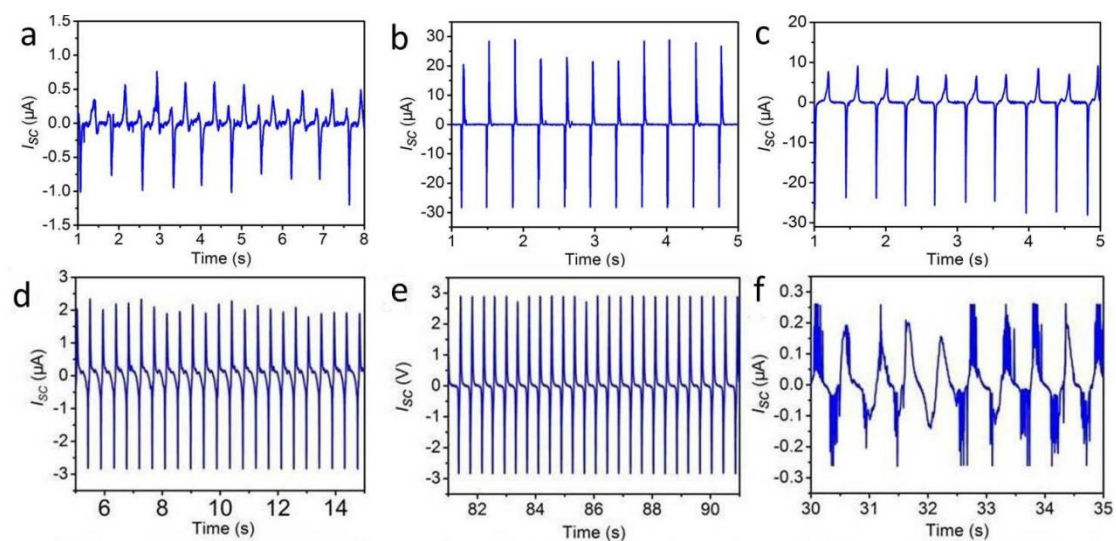 a
1.5
1.0
0.5
0.0
-0.5
-1.0
-1.5
I_SC (µA)
1 2 3 4 5 6 7 8
Time (s)
b
30
20
10
0
-10
-20
-30
I_SC (µA)
1 2 3 4 5
Time (s)
c
20
10
0
-10
-20
-30
I_SC (µA)
1 2 3 4 5
Time (s)
d
3
2
1
0
-1
-2
-3
I_SC (µA)
6 8 10 12 14
Time (s)
e
3
2
1
0
-1
-2
-3
I_SC (V)
82 84 86 88 90
Time (s)
f
0.3
0.2
0.1
0.0
-0.1
-0.2
-0.3
I_SC (µA)
30 31 32 33 34 35
Time (s)